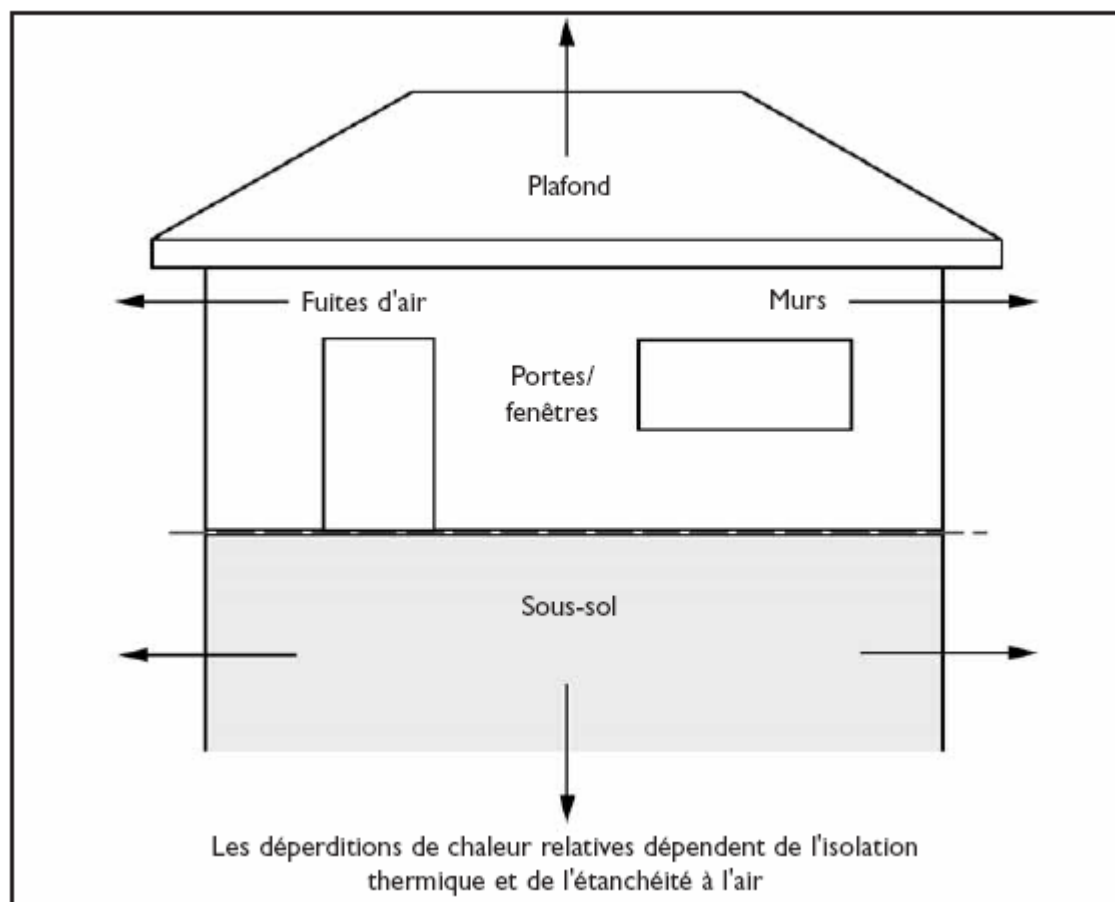 Plafond
Fuites d'air
Murs
Portes/
fenêtres
Sous-sol
Les déperditions de chaleur relatives dépendent de l'isolation
thermique et de l'étanchéité à l'air